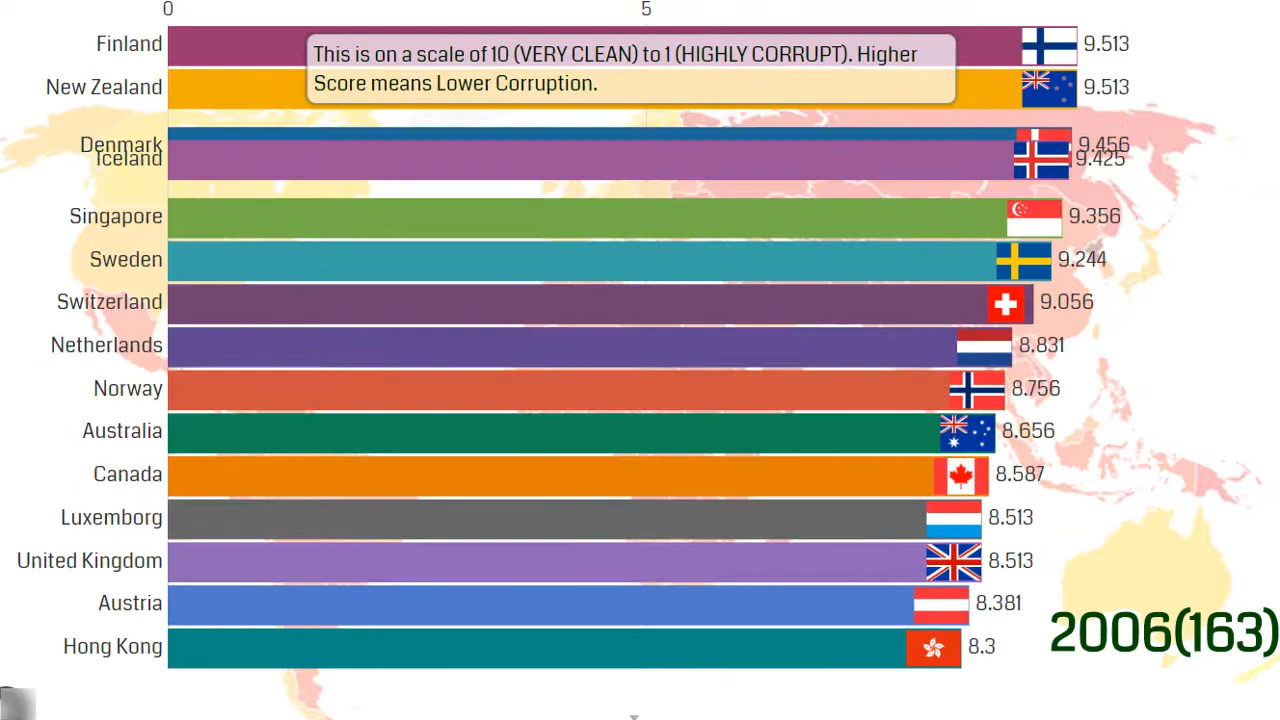 0 5
Finland 9.513
This is on a scale of 10 (VERY CLEAN) to 1 (HIGHLY CORRUPT). Higher
Score means Lower Corruption.
New Zealand 9.513
Denmark 9.456
Iceland 9.425
Singapore 9.356
Sweden 9.244
Switzerland 9.056
Netherlands 8.831
Norway 8.756
Australia 8.656
Canada 8.587
Luxemborg 8.513
United Kingdom 8.513
Austria 8.381
Hong Kong 8.3
2006(163)